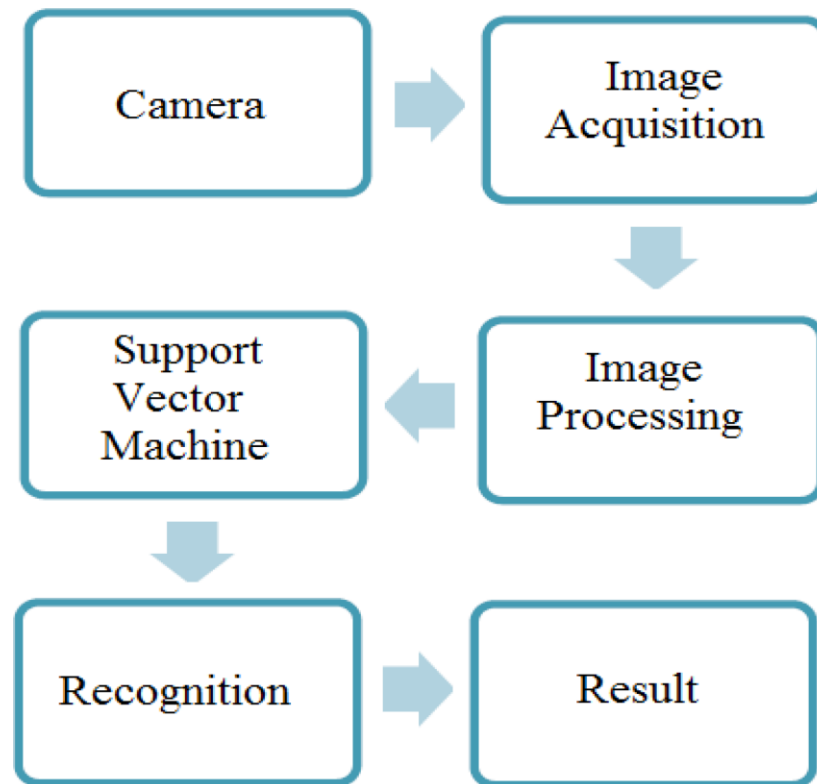 Camera
Image
Acquisition
Image
Processing
Support
Vector
Machine
Recognition
Result